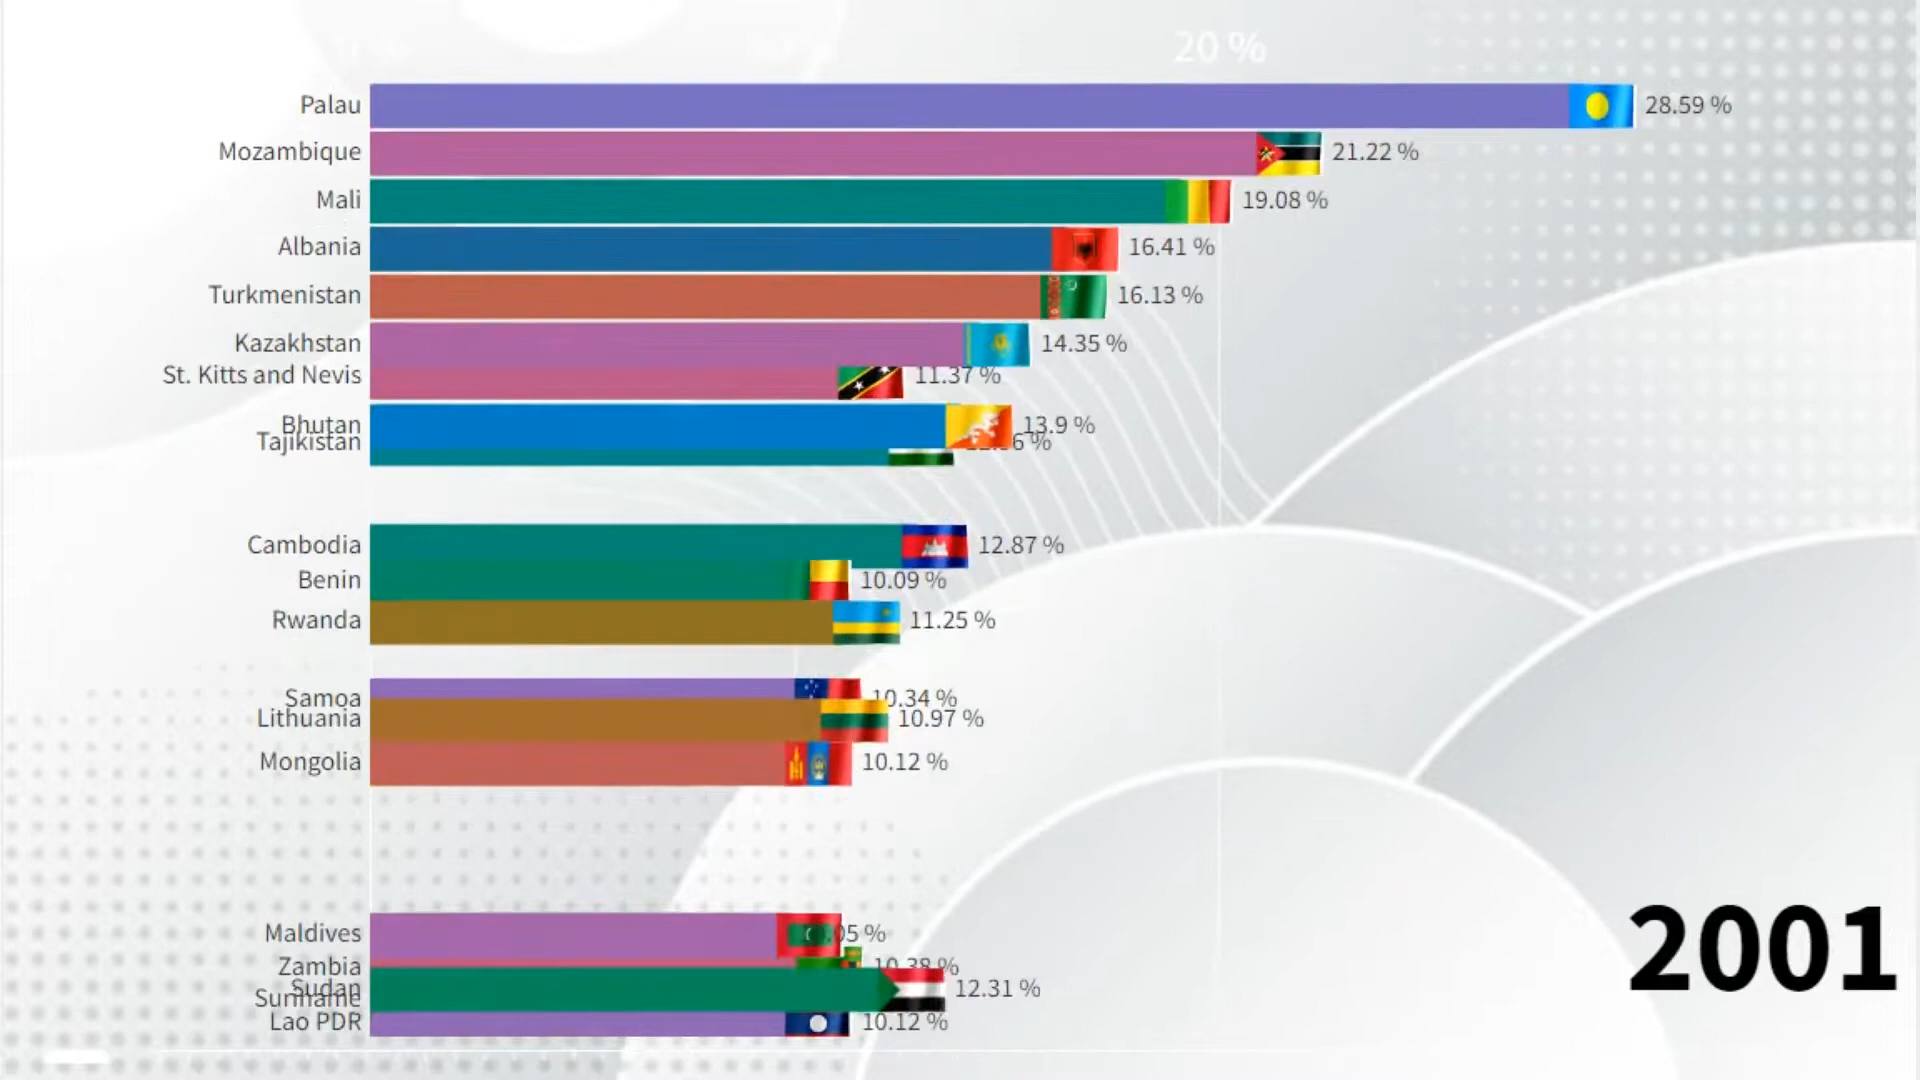 20 %
Palau 28.59 %
Mozambique 21.22 %
Mali 19.08 %
Albania 16.41 %
Turkmenistan 16.13 %
Kazakhstan 14.35 %
St. Kitts and Nevis 11.37 %
Bhutan 13.9 %
Tajikistan
Cambodia 12.87 %
Benin 10.09 %
Rwanda 11.25 %
Samoa 10.34 %
Lithuania 10.97 %
Mongolia 10.12 %
Maldives
Zambia 10.38 %
Sudan 12.31 %
Suriname
Lao PDR 10.12 %
2001